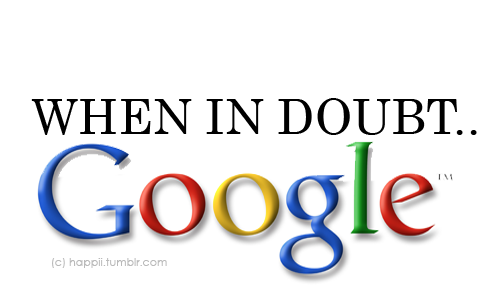 WHEN IN DOUBT..
Google™
(c) happii.tumblr.com